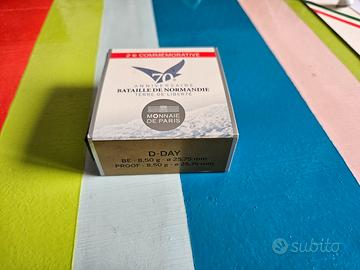 2 € COMMEMORATIVE
70
ANNIVERSAIRE
BATAILLE DE NORMANDIE
TERRE DE LIBERTÉ
MONNAIE
DE PARIS
D-DAY
BE - 8,50 g - ø 25,75 mm
PROOF - 8,50 g - ø 25,75 mm
subito